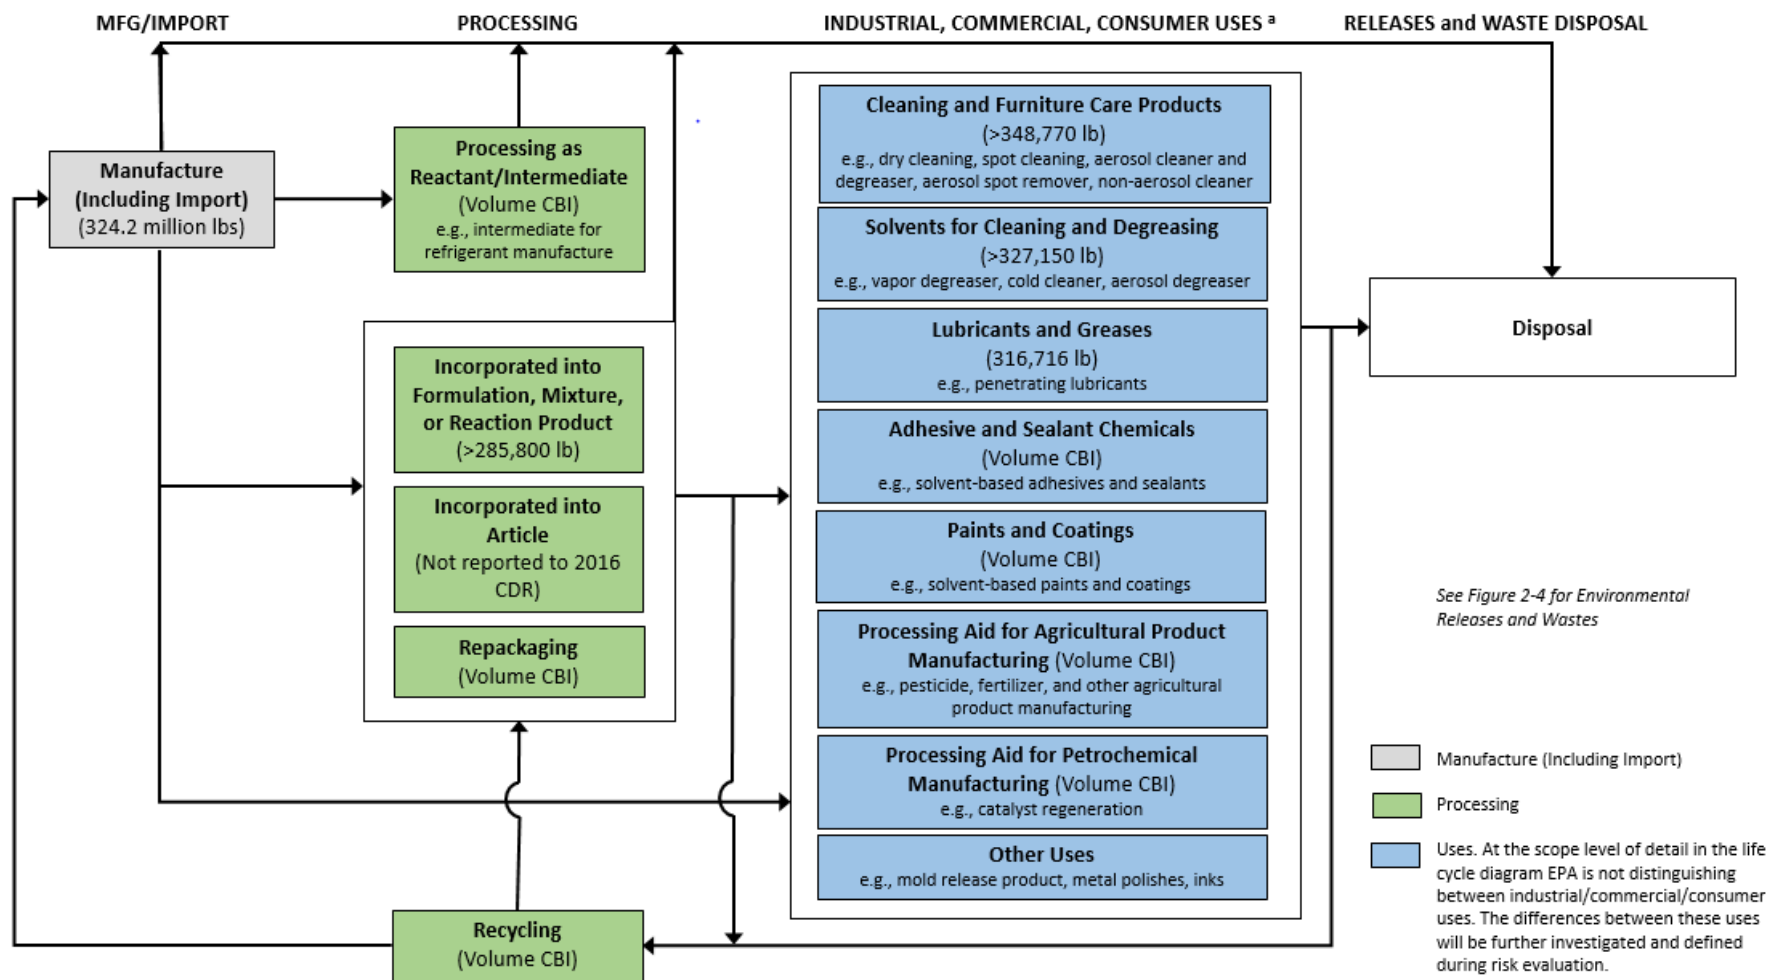 MFG/IMPORT
PROCESSING
INDUSTRIAL, COMMERCIAL, CONSUMER USES ª
RELEASES and WASTE DISPOSAL
Manufacture
(Including Import)
(324.2 million lbs)
Processing as
Reactant/Intermediate
(Volume CBI)
e.g., intermediate for
refrigerant manufacture
Incorporated into
Formulation, Mixture,
or Reaction Product
(>285,800 lb)
Incorporated into
Article
(Not reported to 2016
CDR)
Repackaging
(Volume CBI)
Recycling
(Volume CBI)
Cleaning and Furniture Care Products
(>348,770 lb)
e.g., dry cleaning, spot cleaning, aerosol cleaner and
degreaser, aerosol spot remover, non-aerosol cleaner
Solvents for Cleaning and Degreasing
(>327,150 lb)
e.g., vapor degreaser, cold cleaner, aerosol degreaser
Lubricants and Greases
(316,716 lb)
e.g., penetrating lubricants
Adhesive and Sealant Chemicals
(Volume CBI)
e.g., solvent-based adhesives and sealants
Paints and Coatings
(Volume CBI)
e.g., solvent-based paints and coatings
Processing Aid for Agricultural Product
Manufacturing (Volume CBI)
e.g., pesticide, fertilizer, and other agricultural
product manufacturing
Processing Aid for Petrochemical
Manufacturing (Volume CBI)
e.g., catalyst regeneration
Other Uses
e.g., mold release product, metal polishes, inks
Disposal
See Figure 2-4 for Environmental
Releases and Wastes
Manufacture (Including Import)
Processing
Uses. At the scope level of detail in the life
cycle diagram EPA is not distinguishing
between industrial/commercial/consumer
uses. The differences between these uses
will be further investigated and defined
during risk evaluation.